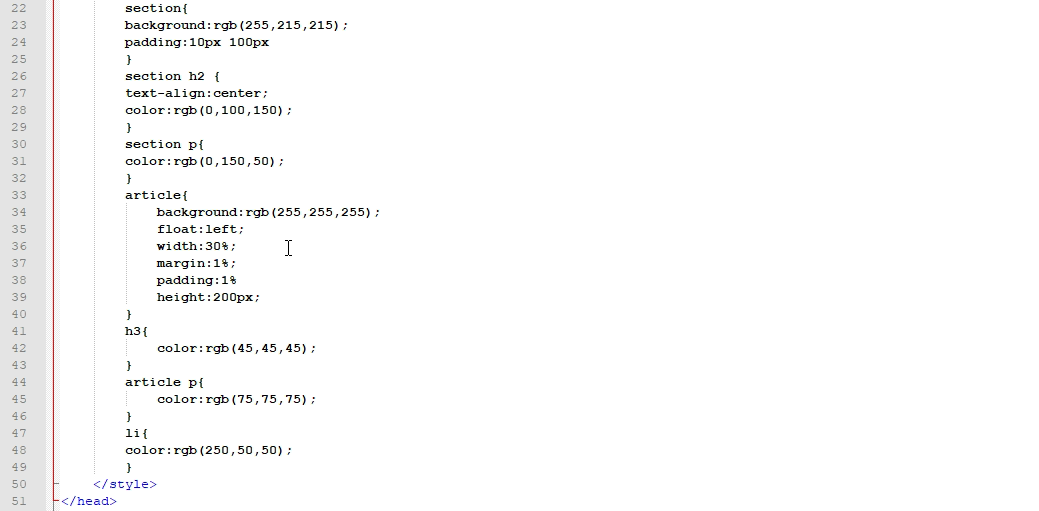 22 section{
23 background:rgb(255,215,215);
24 padding:10px 100px
25 }
26 section h2 {
27 text-align:center;
28 color:rgb(0,100,150);
29 }
30 section p{
31 color:rgb(0,150,50);
32 }
33 article{
34 background:rgb(255,255,255);
35 float:left;
36 width:30%;
37 margin:1%;
38 padding:1%
39 height:200px;
40 }
41 h3{
42 color:rgb(45,45,45);
43 }
44 article p{
45 color:rgb(75,75,75);
46 }
47 li{
48 color:rgb(250,50,50);
49 }
50 </style>
51 </head>